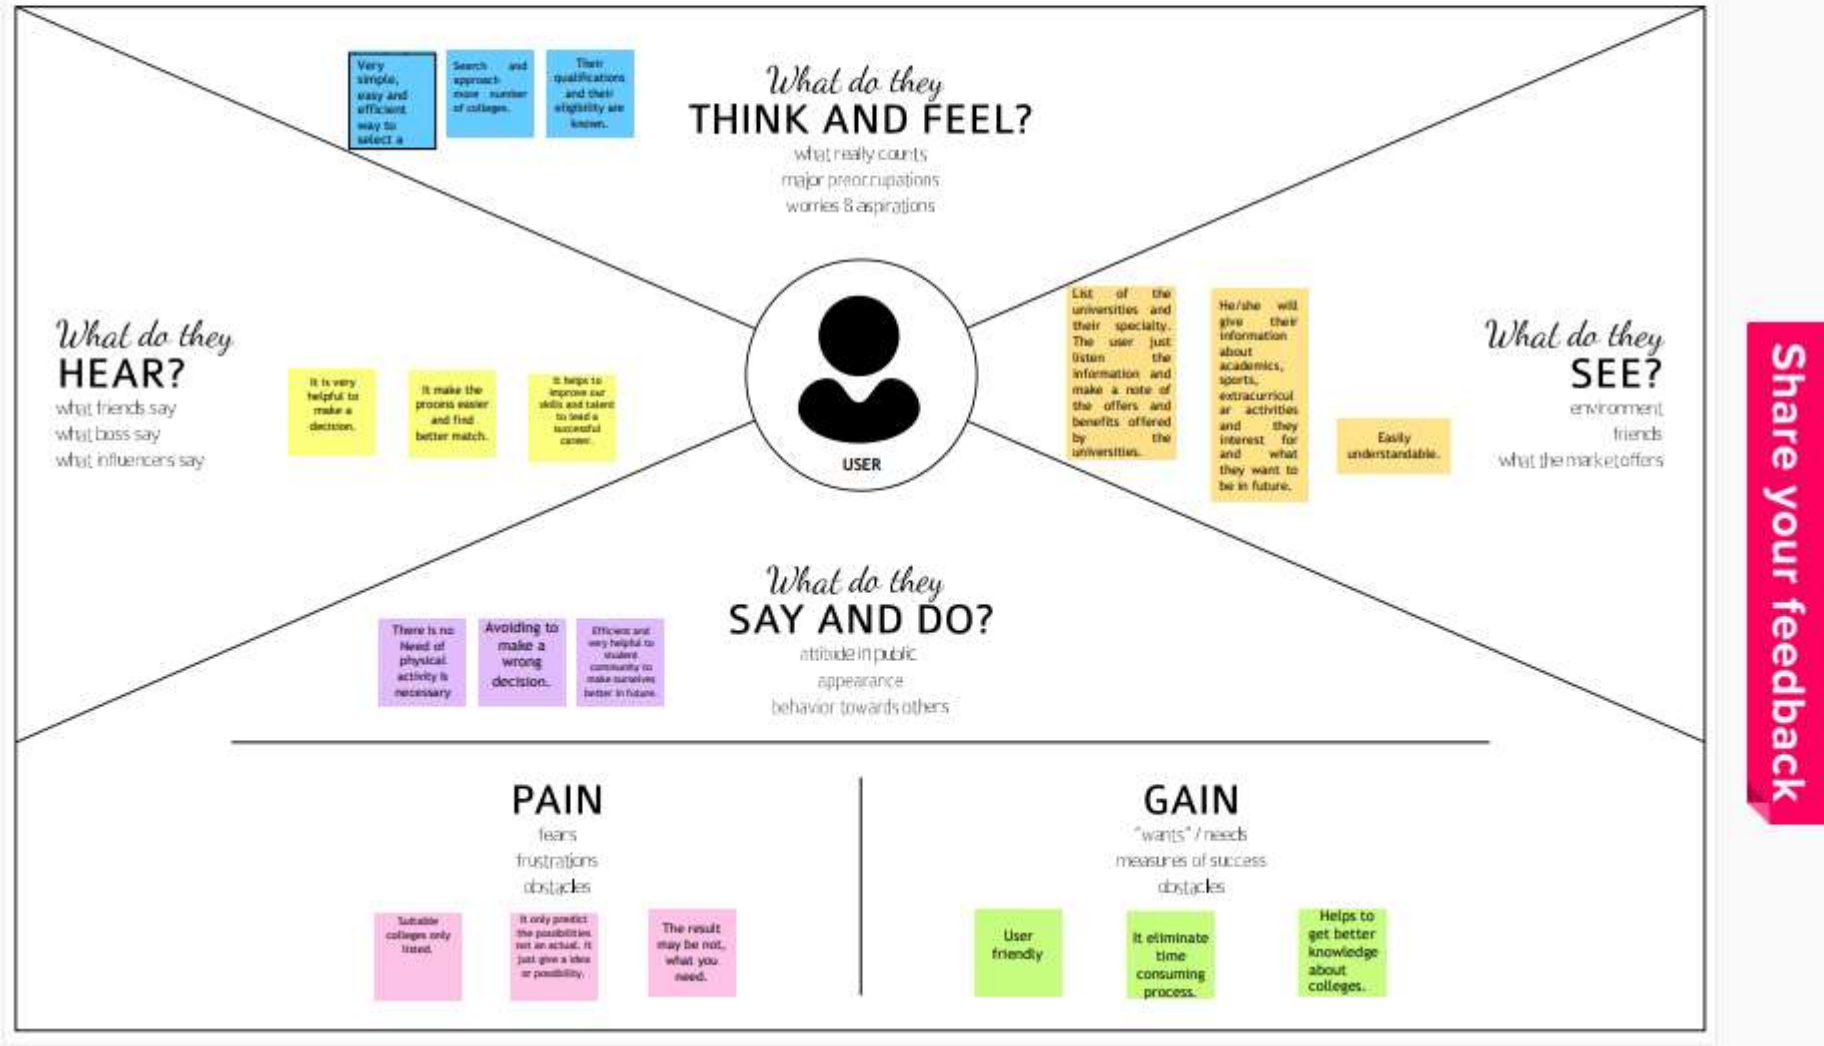 Very
simple,
easy and
efficient
way to
select a
Search and
approach
more number
of colleges.
Their
qualifications
and their
eligibility are
known.
What do they
THINK AND FEEL?
what really counts
major preoccupations
worries & aspirations
What do they
HEAR?
what friends say
what boss say
what influencers say
It is very
helpful to
make a
decision.
It make the
process easier
and find
better match.
It helps to
improve our
skills and talent
to lead a
successful
career.
USER
List of the
universities and
their specialty.
The user just
listen the
information and
make a note of
the offers and
benefits offered
by the
universities.
He/she will
give their
information
about
academics,
sports,
extracurricul
ar activities
and they
interest for
and what
they want to
be in future.
Easily
understandable.
What do they
SEE?
environment
friends
what the market offers
What do they
SAY AND DO?
attitude in public
appearance
behavior towards others
There is no
Need of
physical
activity is
necessary
Avoiding to
make a
wrong
decision.
Efficient and
very helpful to
student
community to
make ourselves
better in future.
PAIN
fears
frustrations
obstacles
Suitable
colleges only
listed.
It only predict
the possibilities
not an actual. It
just give a idea
or possibility.
The result
may be not,
what you
need.
GAIN
"wants" / needs
measures of success
obstacles
User
friendly
It eliminate
time
consuming
process.
Helps to
get better
knowledge
about
colleges.
Share your feedback